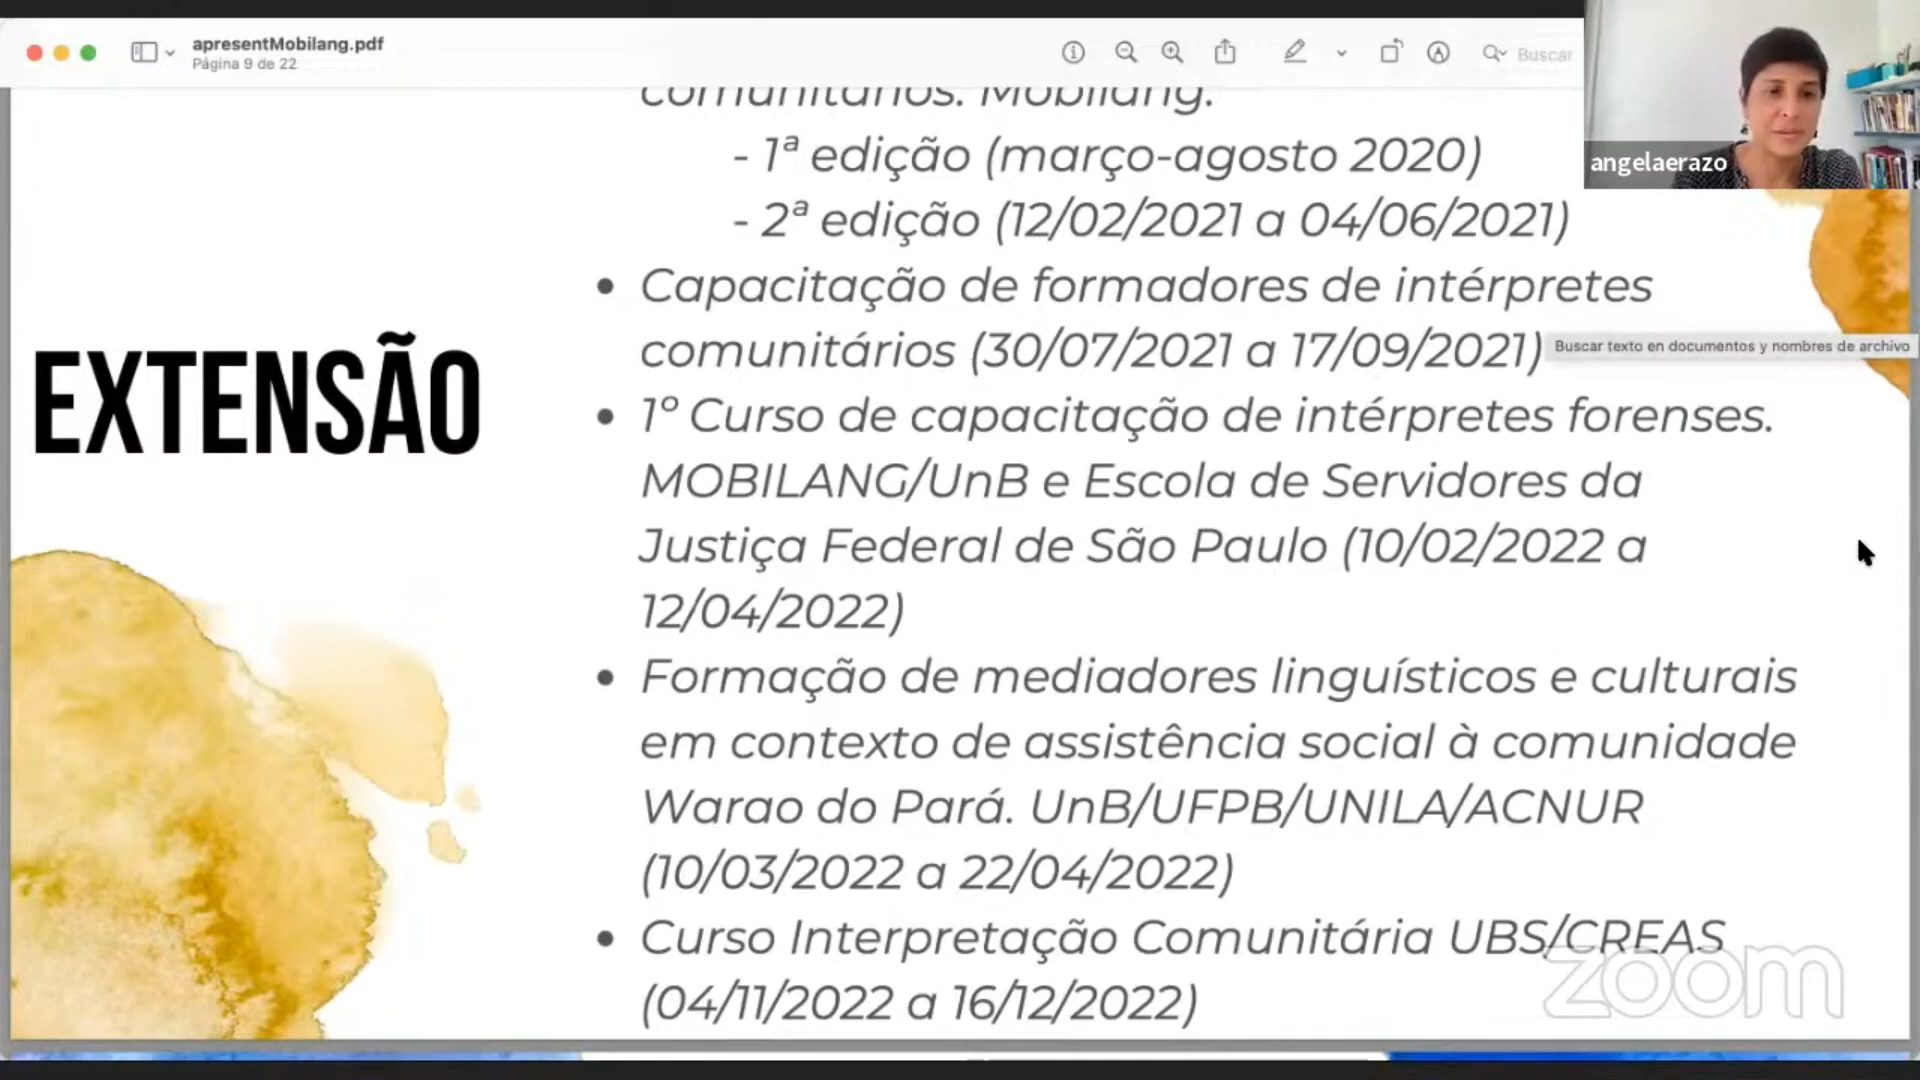 apresentMobilang.pdf
Página 9 de 22
Buscar
angelaerazo
comunitários. Mobilang.
- 1ª edição (março-agosto 2020)
- 2ª edição (12/02/2021 a 04/06/2021)
• Capacitação de formadores de intérpretes
comunitários (30/07/2021 a 17/09/2021)
Buscar texto en documentos y nombres de archivo
EXTENSÃO
• 1º Curso de capacitação de intérpretes forenses.
MOBILANG/UnB e Escola de Servidores da
Justiça Federal de São Paulo (10/02/2022 a
12/04/2022)
• Formação de mediadores linguísticos e culturais
em contexto de assistência social à comunidade
Warao do Pará. UnB/UFPB/UNILA/ACNUR
(10/03/2022 a 22/04/2022)
• Curso Interpretação Comunitária UBS/CREAS
(04/11/2022 a 16/12/2022)
zoom